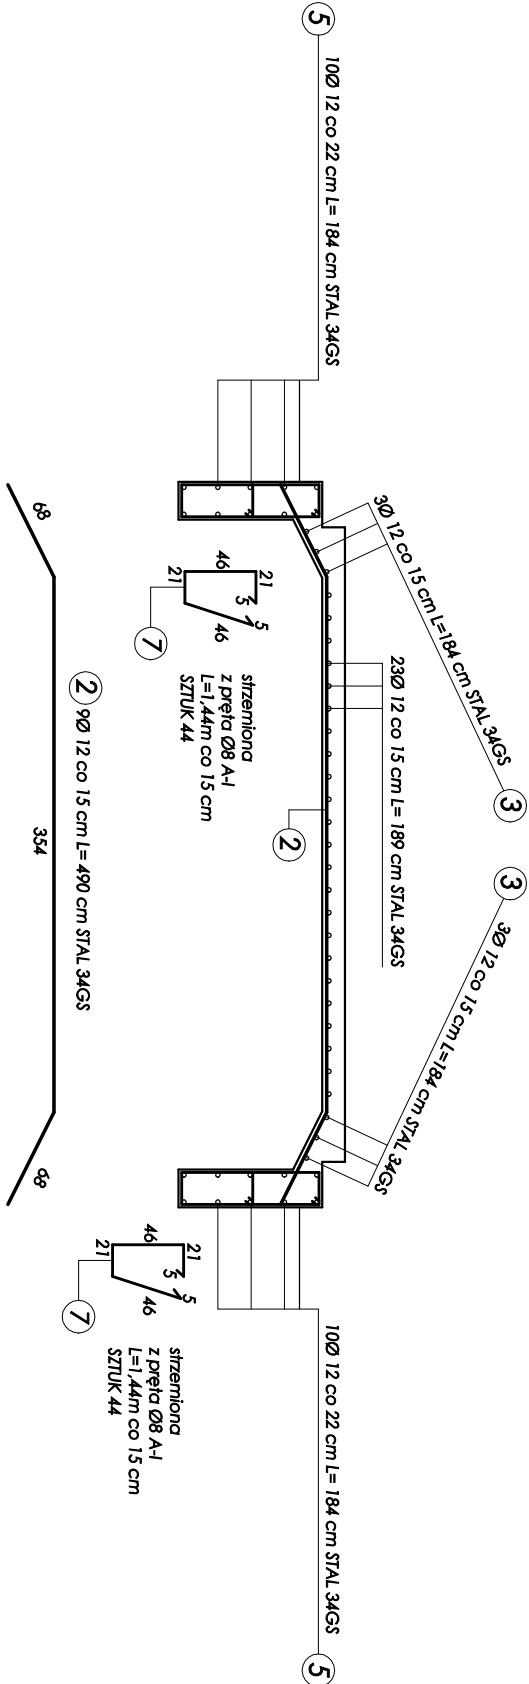 5
10Ø 12 co 22 cm L= 184 cm STAL 34GS
3Ø 12 co 15 cm L=184 cm STAL 34GS
3
23Ø 12 co 15 cm L= 189 cm STAL 34GS
3
3Ø 12 co 15 cm L=184 cm STAL 34GS
10Ø 12 co 22 cm L= 184 cm STAL 34GS
5
2
21
46
21
5
5
46
7
strzemiona
z pręta Ø8 A-I
L=1,44m co 15 cm
SZTUK 44
21
46
21
5
5
46
7
strzemiona
z pręta Ø8 A-I
L=1,44m co 15 cm
SZTUK 44
2
9Ø 12 co 15 cm L= 490 cm STAL 34GS
68
354
68